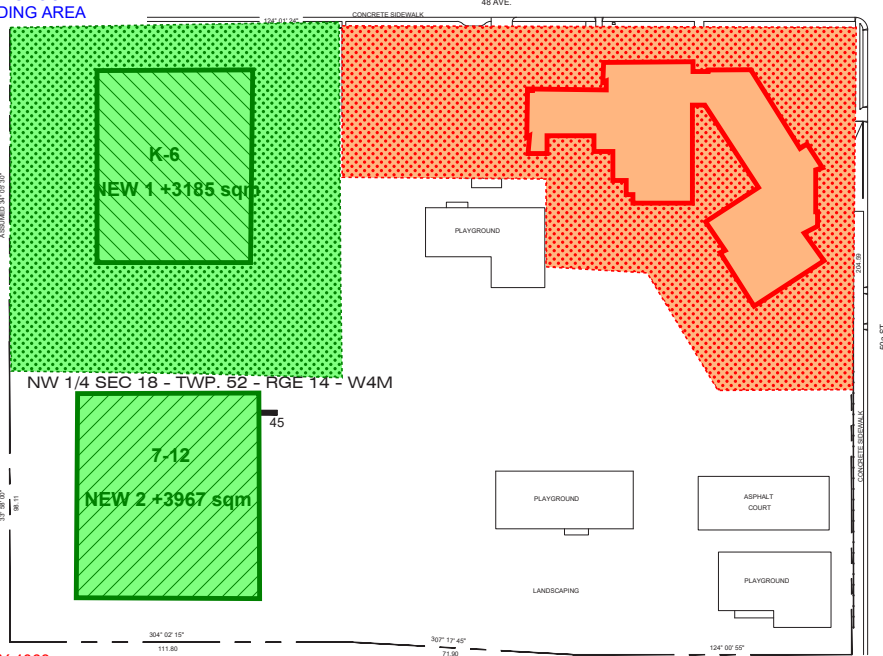 48 AVE.
DING AREA
CONCRETE SIDEWALK
124° 01' 24"
K-6
NEW 1 +3185 sqm
PLAYGROUND
204.69
NW 1/4 SEC 18 - TWP. 52 - RGE 14 - W4M
45
7-12
NEW 2 +3967 sqm
CONCRETE SIDEWALK
PLAYGROUND
ASPHALT
COURT
98.11
PLAYGROUND
LANDSCAPING
304° 02' 15"
111.80
307° 17' 45"
71.90
124° 00' 55"